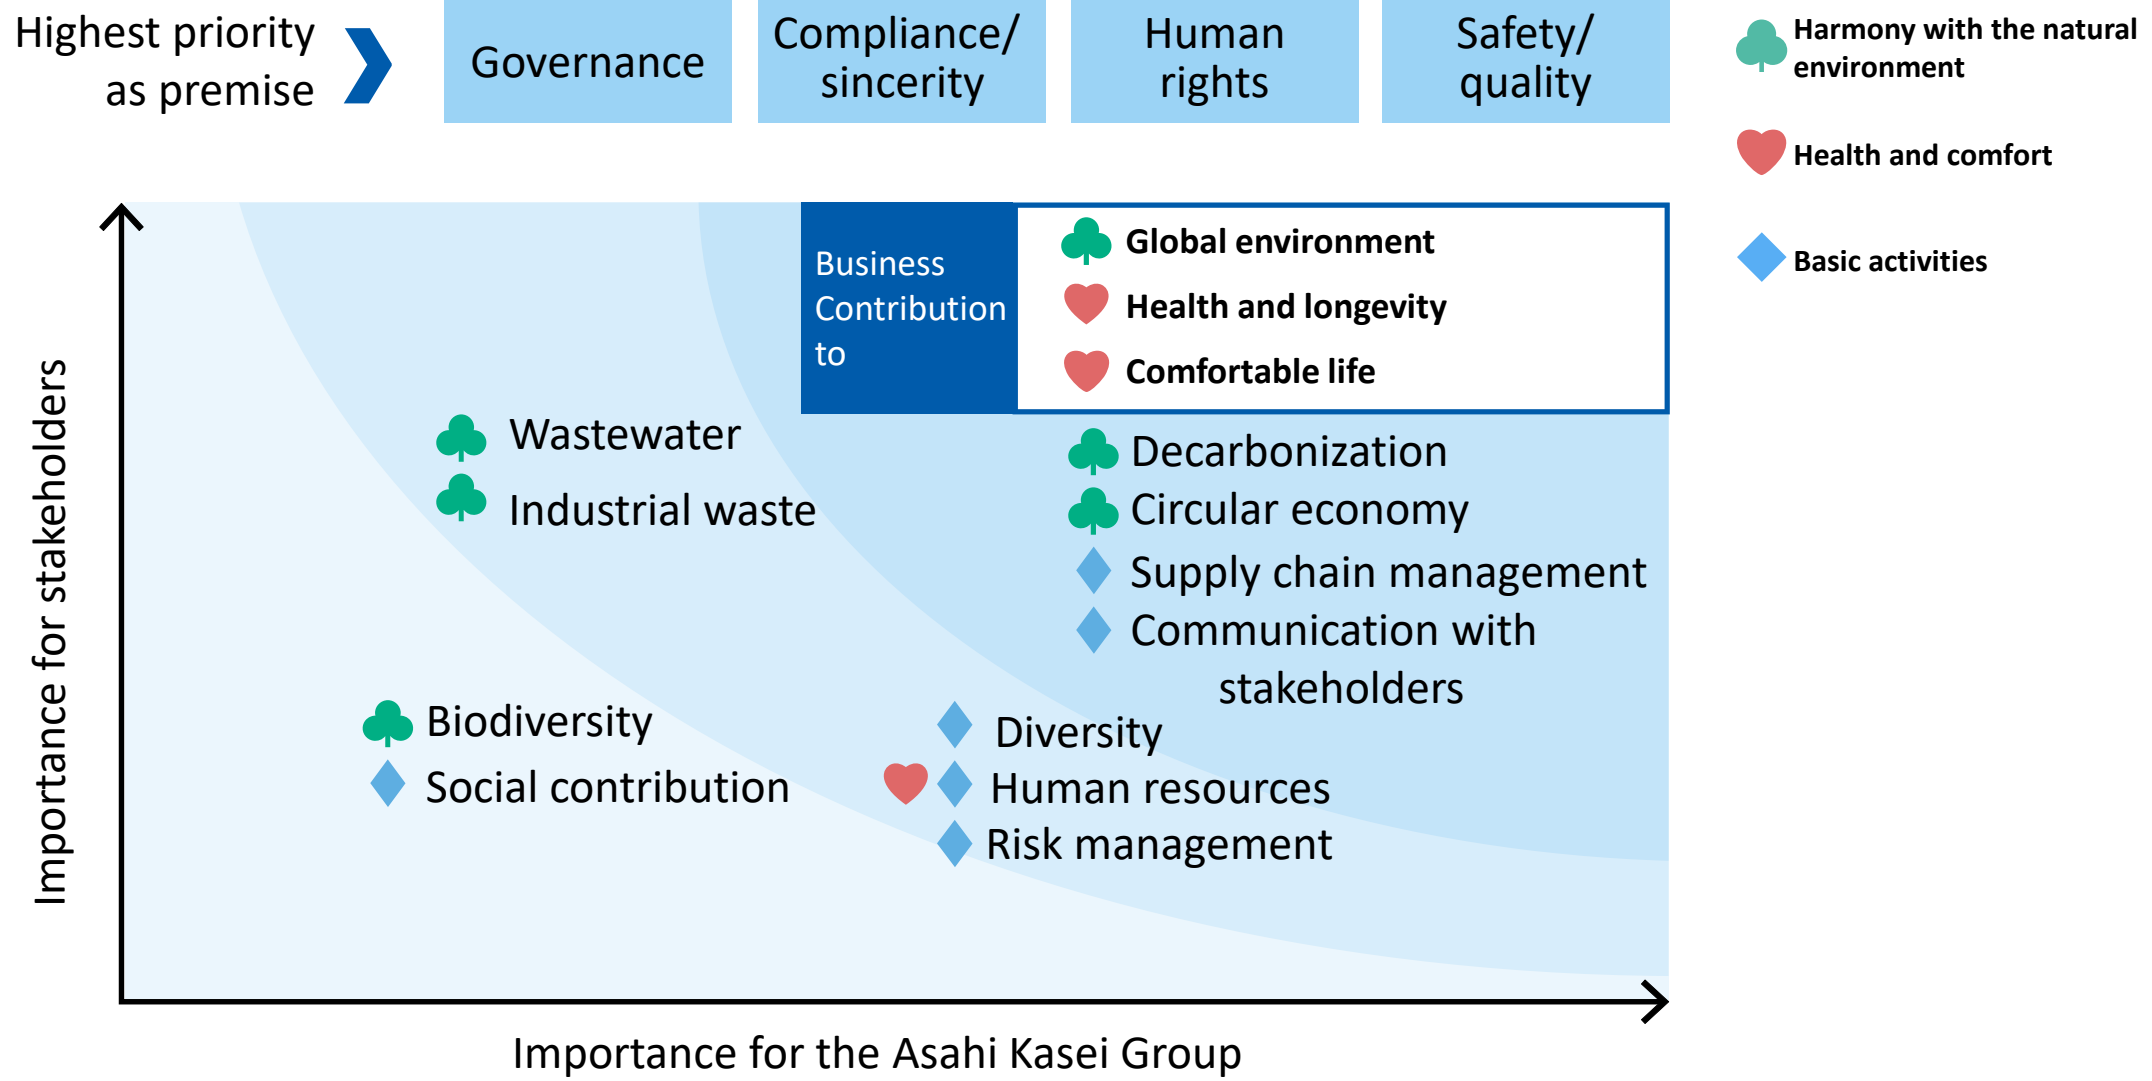 Highest priority
as premise
Governance
Compliance/
sincerity
Human
rights
Safety/
quality
Harmony with the natural
environment
Health and comfort
Basic activities
Importance for stakeholders
Business
Contribution
to
Global environment
Health and longevity
Comfortable life
Wastewater
Industrial waste
Decarbonization
Circular economy
Supply chain management
Communication with
stakeholders
Biodiversity
Social contribution
Diversity
Human resources
Risk management
Importance for the Asahi Kasei Group